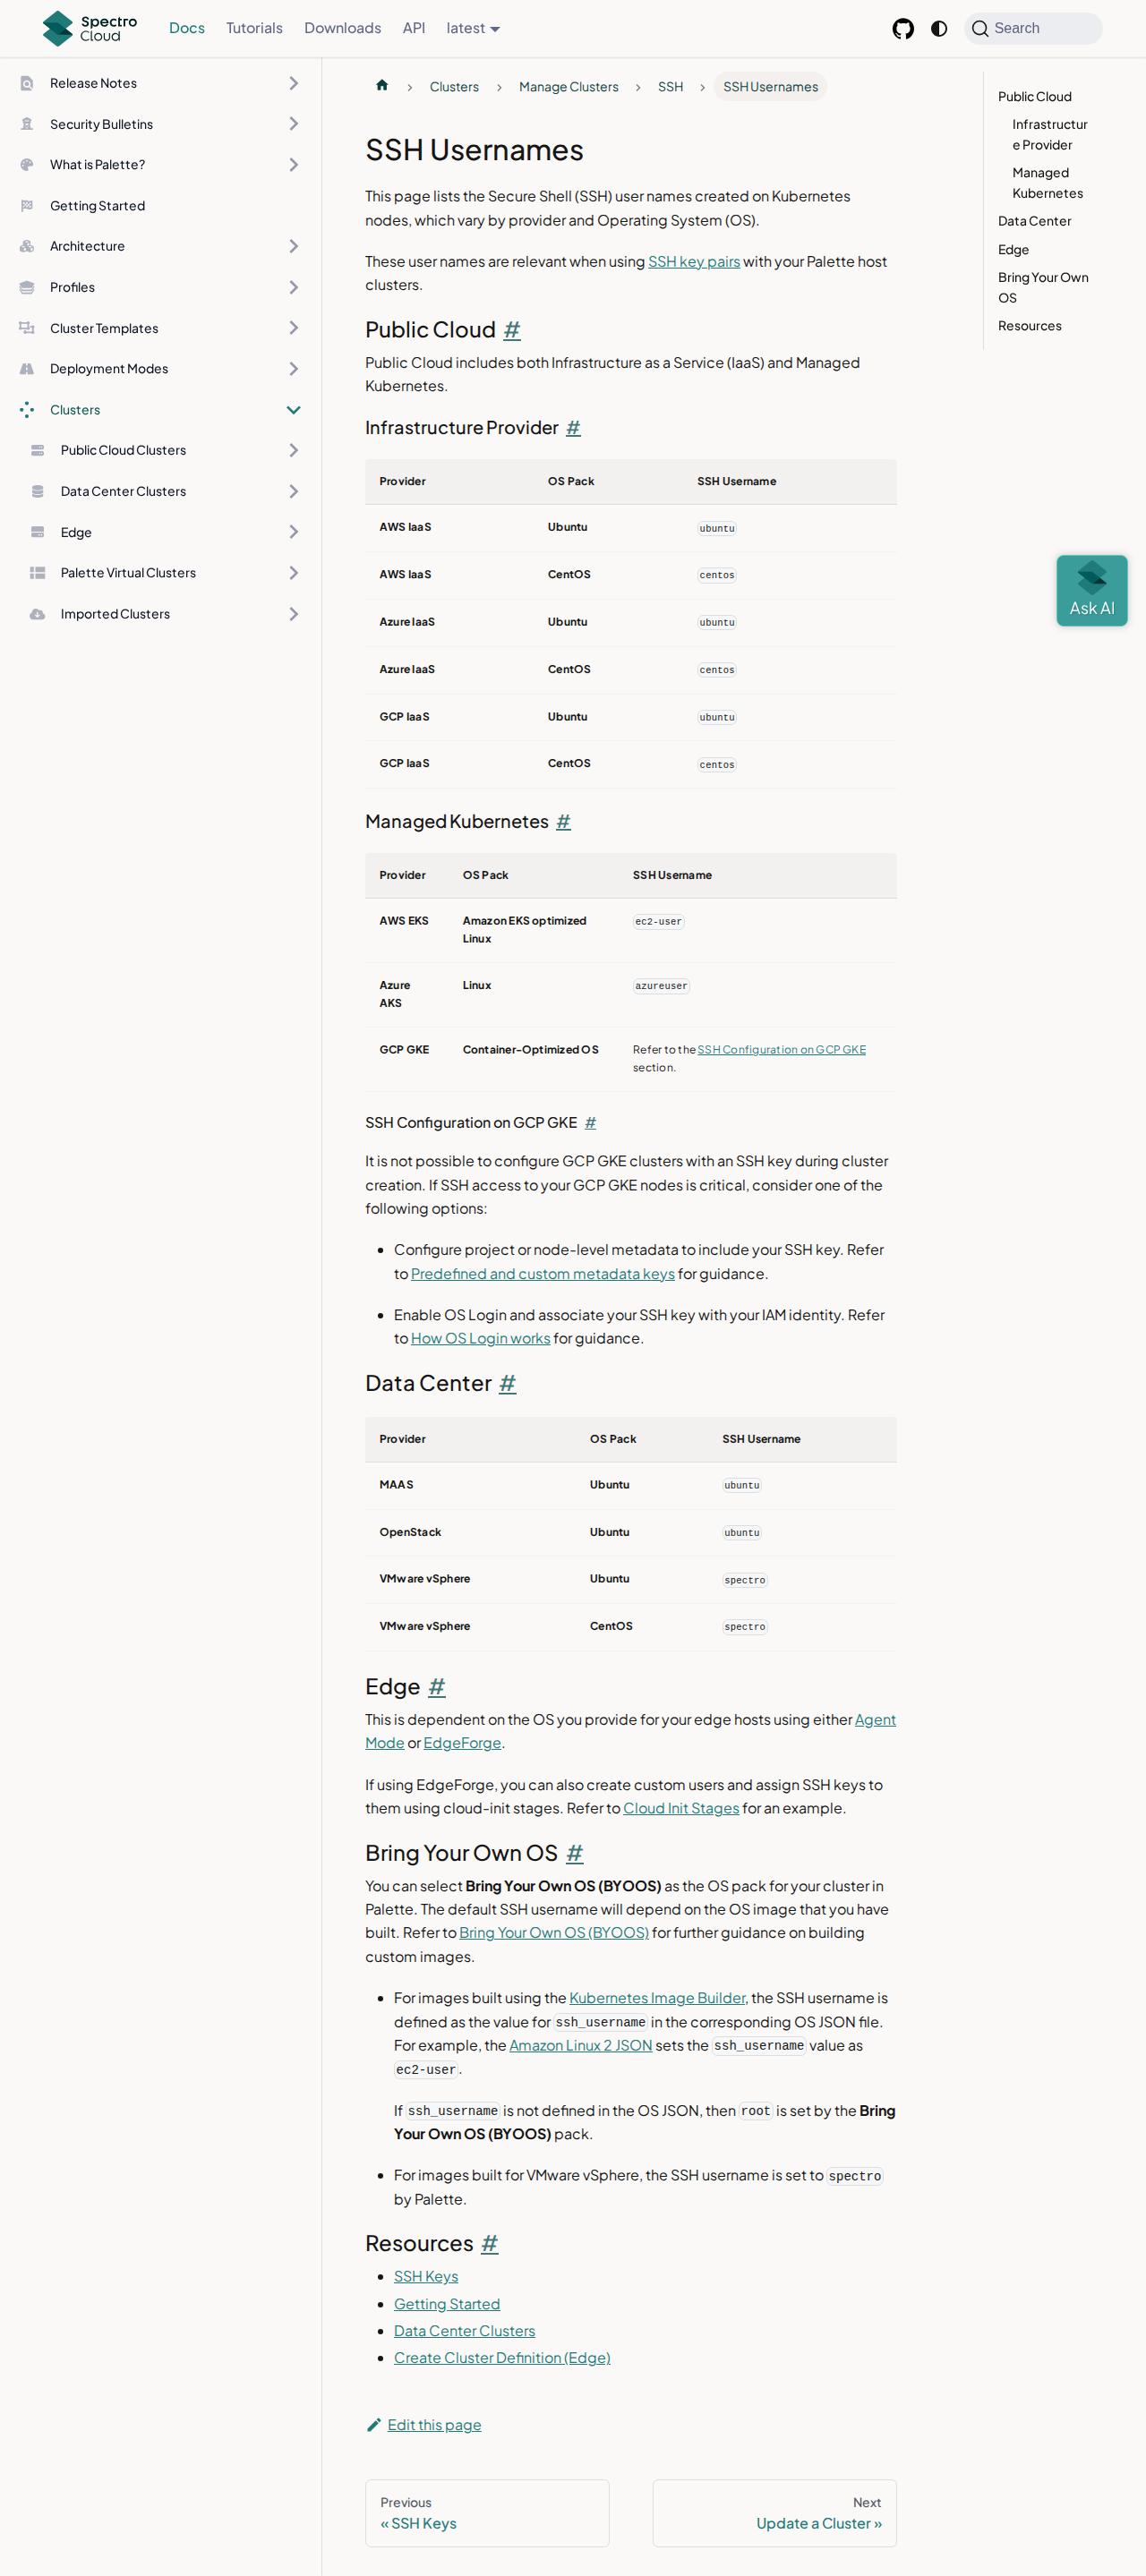 Spectro Cloud
Docs
Tutorials
Downloads
API
latest
Search
Release Notes
Security Bulletins
What is Palette?
Getting Started
Architecture
Profiles
Cluster Templates
Deployment Modes
Clusters
Public Cloud Clusters
Data Center Clusters
Edge
Palette Virtual Clusters
Imported Clusters
Clusters
Manage Clusters
SSH
SSH Usernames
SSH Usernames
This page lists the Secure Shell (SSH) user names created on Kubernetes
nodes, which vary by provider and Operating System (OS).
These user names are relevant when using SSH key pairs with your Palette host
clusters.
Public Cloud #
Public Cloud includes both Infrastructure as a Service (IaaS) and Managed
Kubernetes.
Infrastructure Provider #
Provider OS Pack SSH Username
AWS IaaS Ubuntu ubuntu
AWS IaaS CentOS centos
Azure IaaS Ubuntu ubuntu
Azure IaaS CentOS centos
GCP IaaS Ubuntu ubuntu
GCP IaaS CentOS centos
Managed Kubernetes #
Provider OS Pack SSH Username
AWS EKS Amazon EKS optimized ec2-user
Linux
Azure Linux azureuser
AKS
GCP GKE Container-Optimized OS Refer to the SSH Configuration on GCP GKE
section.
SSH Configuration on GCP GKE #
It is not possible to configure GCP GKE clusters with an SSH key during cluster
creation. If SSH access to your GCP GKE nodes is critical, consider one of the
following options:
Configure project or node-level metadata to include your SSH key. Refer
to Predefined and custom metadata keys for guidance.
Enable OS Login and associate your SSH key with your IAM identity. Refer
to How OS Login works for guidance.
Data Center #
Provider OS Pack SSH Username
MAAS Ubuntu ubuntu
OpenStack Ubuntu ubuntu
VMware vSphere Ubuntu spectro
VMware vSphere CentOS spectro
Edge #
This is dependent on the OS you provide for your edge hosts using either Agent
Mode or EdgeForge.
If using EdgeForge, you can also create custom users and assign SSH keys to
them using cloud-init stages. Refer to Cloud Init Stages for an example.
Bring Your Own OS #
You can select Bring Your Own OS (BYOOS) as the OS pack for your cluster in
Palette. The default SSH username will depend on the OS image that you have
built. Refer to Bring Your Own OS (BYOOS) for further guidance on building
custom images.
For images built using the Kubernetes Image Builder, the SSH username is
defined as the value for ssh_username in the corresponding OS JSON file.
For example, the Amazon Linux 2 JSON sets the ssh_username value as
ec2-user.
If ssh_username is not defined in the OS JSON, then root is set by the Bring
Your Own OS (BYOOS) pack.
For images built for VMware vSphere, the SSH username is set to spectro
by Palette.
Resources #
SSH Keys
Getting Started
Data Center Clusters
Create Cluster Definition (Edge)
Edit this page
Previous
« SSH Keys
Next
Update a Cluster »
Public Cloud
Infrastructur
e Provider
Managed
Kubernetes
Data Center
Edge
Bring Your Own
OS
Resources
Ask AI